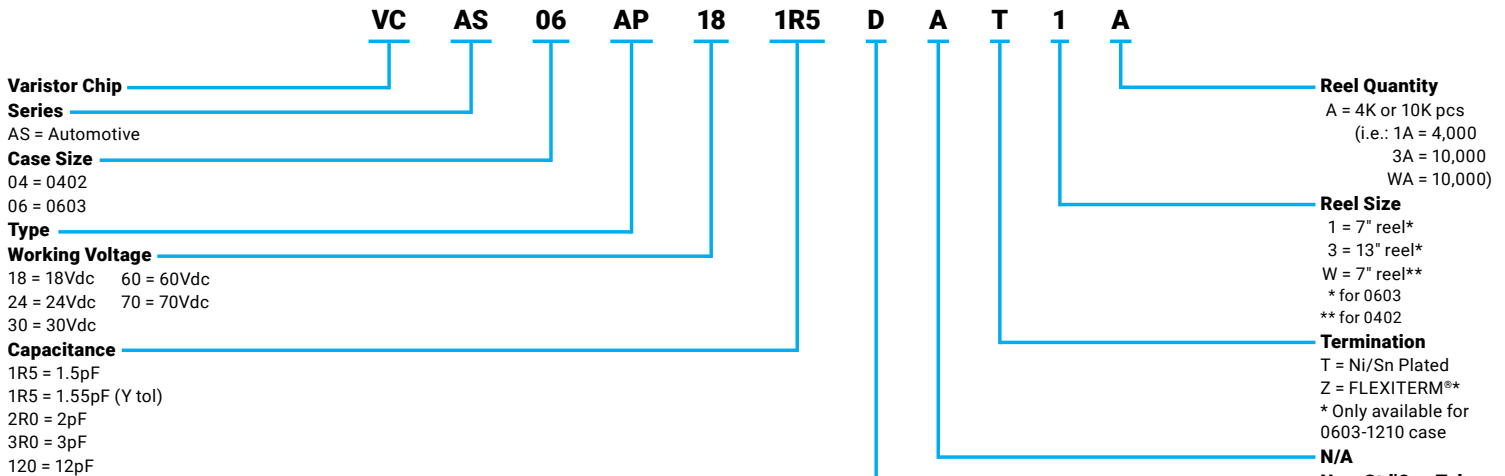 VC AS 06 AP 18 1R5 D A T 1 A
Varistor Chip
Series
AS = Automotive
Case Size
04 = 0402
06 = 0603
Type
Working Voltage
18 = 18Vdc 60 = 60Vdc
24 = 24Vdc 70 = 70Vdc
30 = 30Vdc
Capacitance
1R5 = 1.5pF
1R5 = 1.55pF (Y tol)
2R0 = 2pF
3R0 = 3pF
120 = 12pF
Reel Quantity
A = 4K or 10K pcs
(i.e.: 1A = 4,000
3A = 10,000
WA = 10,000)
Reel Size
1 = 7" reel*
3 = 13" reel*
W = 7" reel**
* for 0603
** for 0402
Termination
T = Ni/Sn Plated
Z = FLEXITERM®*
* Only available for
0603-1210 case
N/A